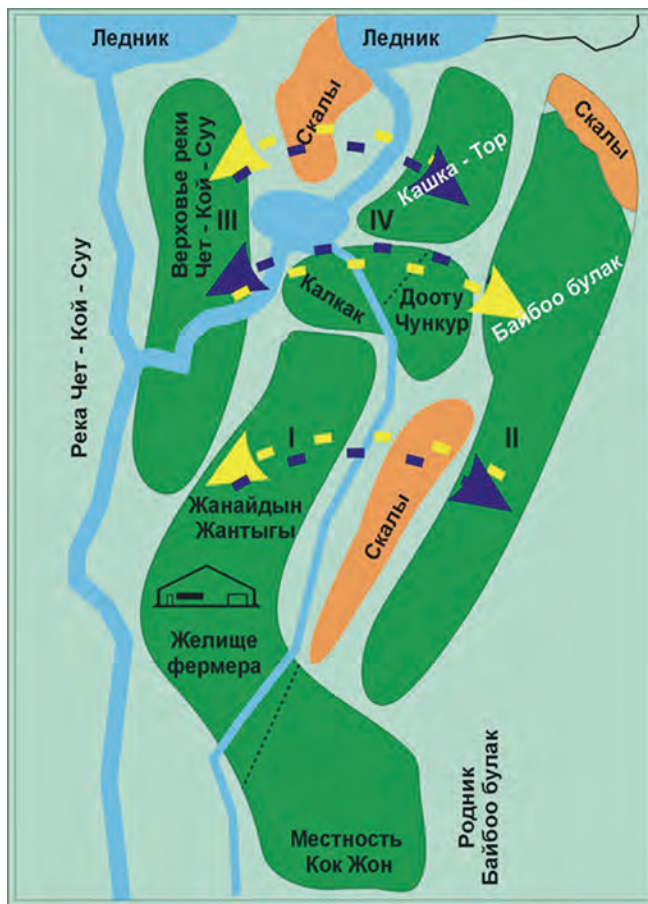 Ледник
Ледник
Скалы
Скалы
Верховье реки
Чет - Кой - Суу
Кашка - Тор
III
IV
Река Чет - Кой - Суу
Калкак
Дооту
Чункур
Байбоо булак
I
II
Жанайдын
Жантыгы
Скалы
Желище
фермера
Местность
Кок Жон
Родник
Байбоо булак